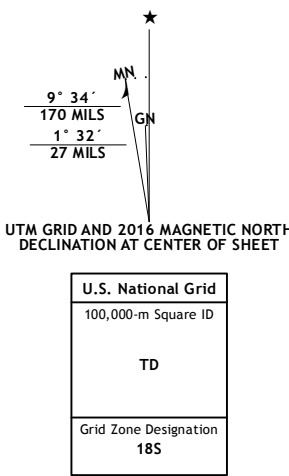 ★
MN
9° 34´
170 MILS
GN
1° 32´
27 MILS
UTM GRID AND 2016 MAGNETIC NORTH
DECLINATION AT CENTER OF SHEET
U.S. National Grid
100,000-m Square ID
TD
Grid Zone Designation
18S